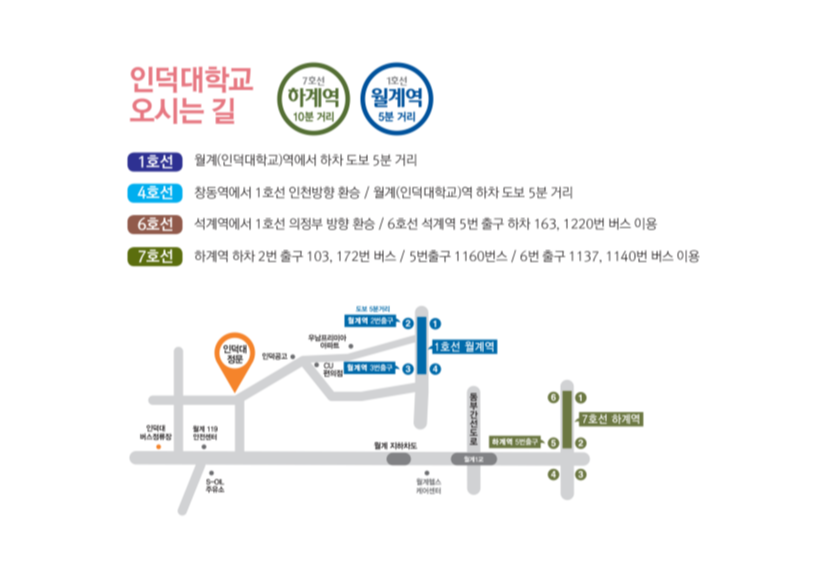 인덕대학교
오시는 길
7호선
하계역
10분 거리
1호선
월계역
5분 거리
1호선 월계(인덕대학교)역에서 하차 도보 5분 거리
4호선 창동역에서 1호선 인천방향 환승 / 월계(인덕대학교)역 하차 도보 5분 거리
6호선 석계역에서 1호선 의정부 방향 환승 / 6호선 석계역 5번 출구 하차 163, 1220번 버스 이용
7호선 하계역 하차 2번 출구 103, 172번 버스 / 5번출구 1160번스 / 6번 출구 1137, 1140번 버스 이용
도보 5분거리
월계역 2번출구
2
1
우남프리미아
아파트
1호선 월계역
인덕대
정문
인덕공고
CU
편의점
월계역 3번출구
3
4
동부간선도로
6
1
7호선 하계역
인덕대
버스정류장
월계 119
안전센터
월계 지하차도
하계역 5번출구
5
2
월계1교
S-OIL
주유소
월계헬스
케어센터
4
3